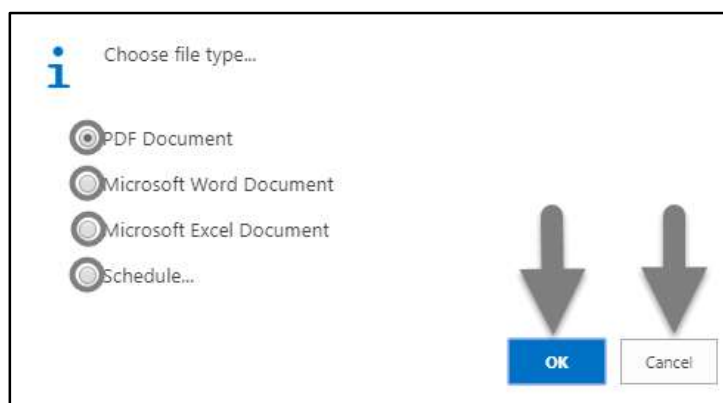 Choose file type...
PDF Document
Microsoft Word Document
Microsoft Excel Document
Schedule...
OK
Cancel